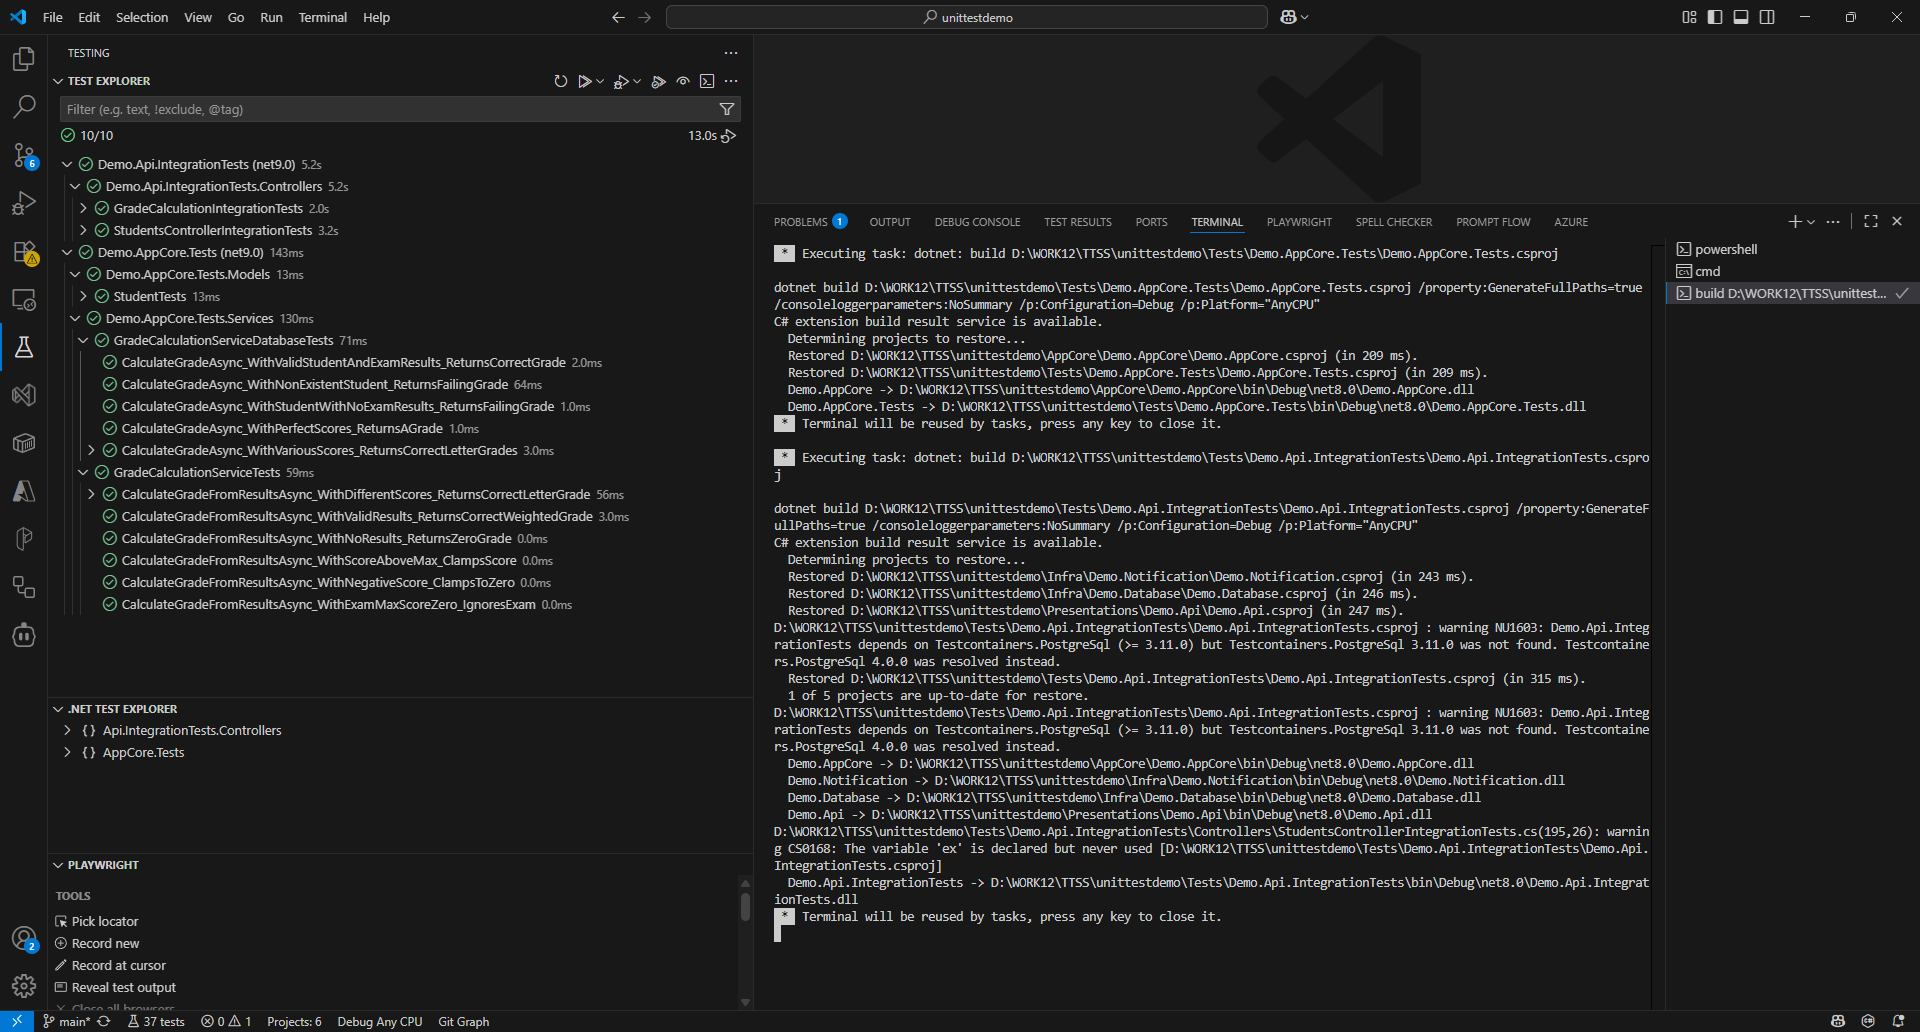 File Edit Selection View Go Run Terminal Help
unittestdemo
TESTING
TEST EXPLORER
Filter (e.g. text, !exclude, @tag)
10/10
13.0s
Demo.Api.IntegrationTests (net9.0) 5.2s
Demo.Api.IntegrationTests.Controllers 5.2s
GradeCalculationIntegrationTests 2.0s
StudentsControllerIntegrationTests 3.2s
Demo.AppCore.Tests (net9.0) 143ms
Demo.AppCore.Tests.Models 13ms
StudentTests 13ms
Demo.AppCore.Tests.Services 130ms
GradeCalculationServiceDatabaseTests 71ms
CalculateGradeAsync_WithValidStudentAndExamResults_ReturnsCorrectGrade 2.0ms
CalculateGradeAsync_WithNonExistentStudent_ReturnsFailingGrade 64ms
CalculateGradeAsync_WithStudentWithNoExamResults_ReturnsFailingGrade 1.0ms
CalculateGradeAsync_WithPerfectScores_ReturnsAGrade 1.0ms
CalculateGradeAsync_WithVariousScores_ReturnsCorrectLetterGrades 3.0ms
GradeCalculationServiceTests 59ms
CalculateGradeFromResultsAsync_WithDifferentScores_ReturnsCorrectLetterGrade 56ms
CalculateGradeFromResultsAsync_WithValidResults_ReturnsCorrectWeightedGrade 3.0ms
CalculateGradeFromResultsAsync_WithNoResults_ReturnsZeroGrade 0.0ms
CalculateGradeFromResultsAsync_WithScoreAboveMax_ClampsScore 0.0ms
CalculateGradeFromResultsAsync_WithNegativeScore_ClampsToZero 0.0ms
CalculateGradeFromResultsAsync_WithExamMaxScoreZero_IgnoresExam 0.0ms
.NET TEST EXPLORER
{} Api.IntegrationTests.Controllers
{} AppCore.Tests
PLAYWRIGHT
TOOLS
Pick locator
Record new
Record at cursor
Reveal test output
Close all browsers
6
2
PROBLEMS 1 OUTPUT DEBUG CONSOLE TEST RESULTS PORTS TERMINAL PLAYWRIGHT SPELL CHECKER PROMPT FLOW AZURE
* Executing task: dotnet: build D:\WORK12\TTSS\unittestdemo\Tests\Demo.AppCore.Tests\Demo.AppCore.Tests.csproj
dotnet build D:\WORK12\TTSS\unittestdemo\Tests\Demo.AppCore.Tests\Demo.AppCore.Tests.csproj /property:GenerateFullPaths=true
/consoleloggerparameters:NoSummary /p:Configuration=Debug /p:Platform="AnyCPU"
C# extension build result service is available.
Determining projects to restore...
Restored D:\WORK12\TTSS\unittestdemo\AppCore\Demo.AppCore\Demo.AppCore.csproj (in 209 ms).
Restored D:\WORK12\TTSS\unittestdemo\Tests\Demo.AppCore.Tests\Demo.AppCore.Tests.csproj (in 209 ms).
Demo.AppCore -> D:\WORK12\TTSS\unittestdemo\AppCore\Demo.AppCore\bin\Debug\net8.0\Demo.AppCore.dll
Demo.AppCore.Tests -> D:\WORK12\TTSS\unittestdemo\Tests\Demo.AppCore.Tests\bin\Debug\net8.0\Demo.AppCore.Tests.dll
* Terminal will be reused by tasks, press any key to close it.
* Executing task: dotnet: build D:\WORK12\TTSS\unittestdemo\Tests\Demo.Api.IntegrationTests\Demo.Api.IntegrationTests.cspro
j
dotnet build D:\WORK12\TTSS\unittestdemo\Tests\Demo.Api.IntegrationTests\Demo.Api.IntegrationTests.csproj /property:GenerateF
ullPaths=true /consoleloggerparameters:NoSummary /p:Configuration=Debug /p:Platform="AnyCPU"
C# extension build result service is available.
Determining projects to restore...
Restored D:\WORK12\TTSS\unittestdemo\Infra\Demo.Notification\Demo.Notification.csproj (in 243 ms).
Restored D:\WORK12\TTSS\unittestdemo\Infra\Demo.Database\Demo.Database.csproj (in 246 ms).
Restored D:\WORK12\TTSS\unittestdemo\Presentations\Demo.Api\Demo.Api.csproj (in 247 ms).
D:\WORK12\TTSS\unittestdemo\Tests\Demo.Api.IntegrationTests\Demo.Api.IntegrationTests.csproj : warning NU1603: Demo.Api.Integ
rationTests depends on Testcontainers.PostgreSql (>= 3.11.0) but Testcontainers.PostgreSql 3.11.0 was not found. Testcontaine
rs.PostgreSql 4.0.0 was resolved instead.
Restored D:\WORK12\TTSS\unittestdemo\Tests\Demo.Api.IntegrationTests\Demo.Api.IntegrationTests.csproj (in 315 ms).
1 of 5 projects are up-to-date for restore.
D:\WORK12\TTSS\unittestdemo\Tests\Demo.Api.IntegrationTests\Demo.Api.IntegrationTests.csproj : warning NU1603: Demo.Api.Integ
rationTests depends on Testcontainers.PostgreSql (>= 3.11.0) but Testcontainers.PostgreSql 3.11.0 was not found. Testcontaine
rs.PostgreSql 4.0.0 was resolved instead.
Demo.AppCore -> D:\WORK12\TTSS\unittestdemo\AppCore\Demo.AppCore\bin\Debug\net8.0\Demo.AppCore.dll
Demo.Notification -> D:\WORK12\TTSS\unittestdemo\Infra\Demo.Notification\bin\Debug\net8.0\Demo.Notification.dll
Demo.Database -> D:\WORK12\TTSS\unittestdemo\Infra\Demo.Database\bin\Debug\net8.0\Demo.Database.dll
Demo.Api -> D:\WORK12\TTSS\unittestdemo\Presentations\Demo.Api\bin\Debug\net8.0\Demo.Api.dll
D:\WORK12\TTSS\unittestdemo\Tests\Demo.Api.IntegrationTests\Controllers\StudentsControllerIntegrationTests.cs(195,26): warnin
g CS0168: The variable 'ex' is declared but never used [D:\WORK12\TTSS\unittestdemo\Tests\Demo.Api.IntegrationTests\Demo.Api.
IntegrationTests.csproj]
Demo.Api.IntegrationTests -> D:\WORK12\TTSS\unittestdemo\Tests\Demo.Api.IntegrationTests\bin\Debug\net8.0\Demo.Api.Integrat
ionTests.dll
* Terminal will be reused by tasks, press any key to close it.
powershell
cmd
build D:\WORK12\TTSS\unittest...
main* 37 tests 0 1 Projects: 6 Debug Any CPU Git Graph